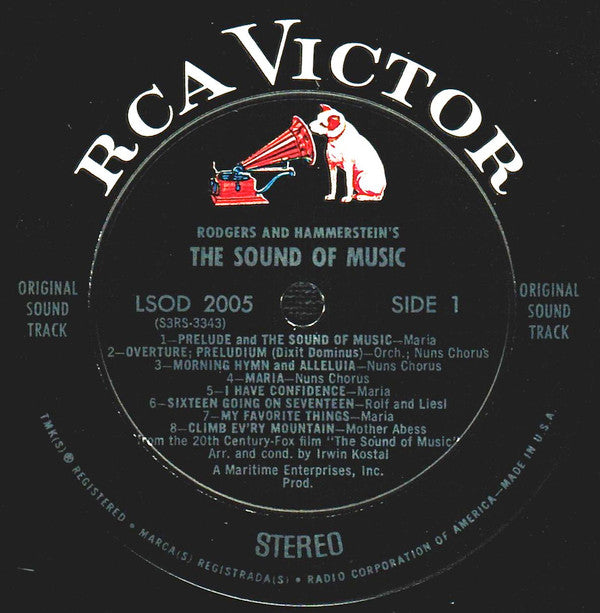 RCA VICTOR
RODGERS AND HAMMERSTEIN'S
THE SOUND OF MUSIC
ORIGINAL
SOUND
TRACK
LSOD 2005
SIDE 1
ORIGINAL
SOUND
TRACK
(S3RS-3343)
1—PRELUDE and THE SOUND OF MUSIC—Maria
2—OVERTURE; PRELUDIUM (Dixit Dominus)—Orch.; Nuns Chorus
3—MORNING HYMN and ALLELUIA—Nuns Chorus
4—MARIA—Nuns Chorus
5—I HAVE CONFIDENCE—Maria
6—SIXTEEN GOING ON SEVENTEEN—Rolf and Liesl
7—MY FAVORITE THINGS—Maria
8—CLIMB EV'RY MOUNTAIN—Mother Abess
from the 20th Century-Fox film "The Sound of Music"
Arr. and cond. by Irwin Kostal
A Maritime Enterprises, Inc.
Prod.
STEREO
TMK(S) ® REGISTERED • MARCA(S) REGISTRADA(S) • RADIO CORPORATION OF AMERICA—MADE IN U.S.A.